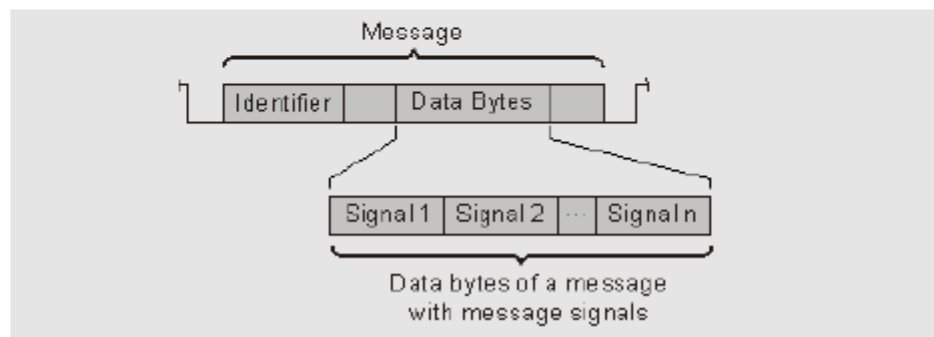 Message
Identifier Data Bytes
Signal 1 Signal 2 ... Signal n
Data bytes of a message
with message signals